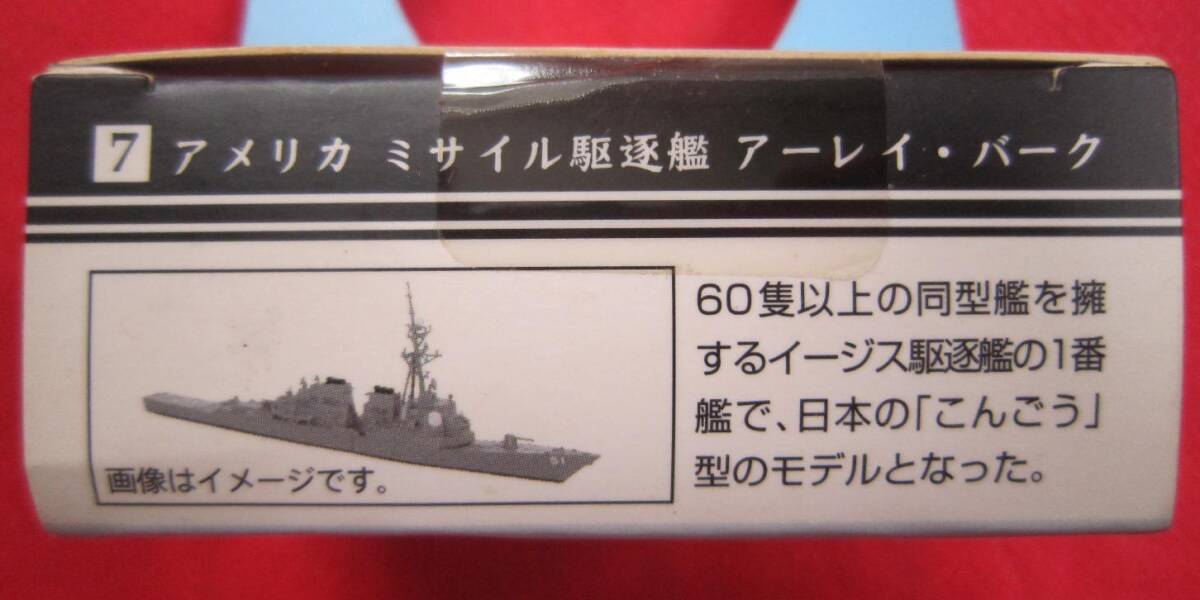 7 アメリカ ミサイル駆逐艦 アーレイ・バーク
60隻以上の同型艦を擁
するイージス駆逐艦の1番
艦で、日本の「こんごう」
型のモデルとなった。
51
画像はイメージです。